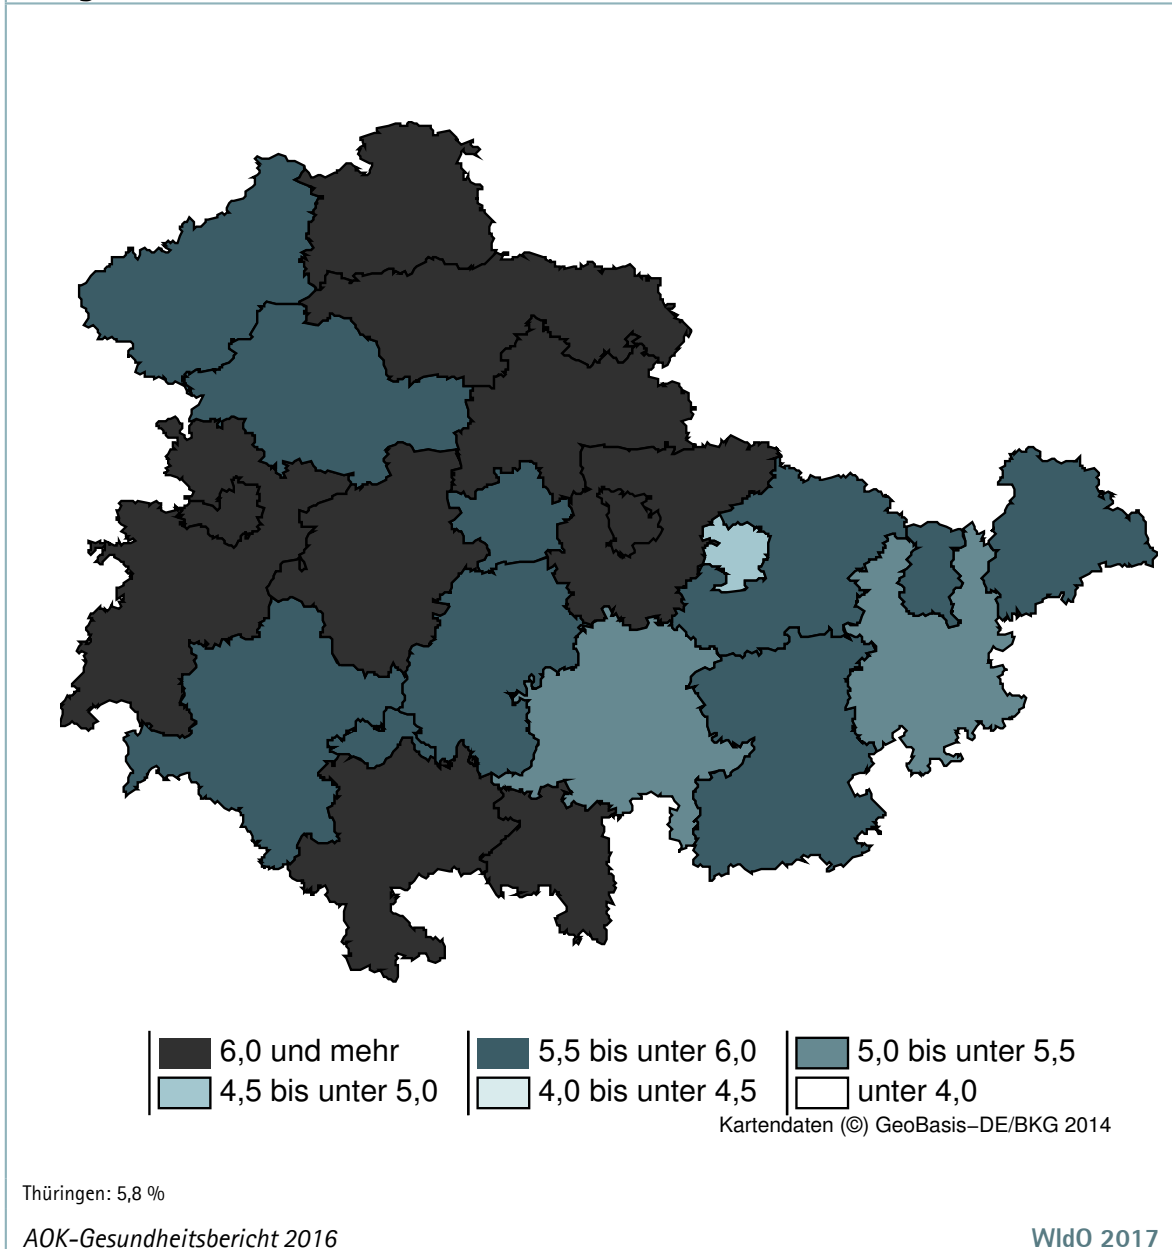 6,0 und mehr
5,5 bis unter 6,0
5,0 bis unter 5,5
4,5 bis unter 5,0
4,0 bis unter 4,5
unter 4,0
Kartendaten (©) GeoBasis−DE/BKG 2014
Thüringen: 5,8 %
AOK-Gesundheitsbericht 2016
WIdO 2017